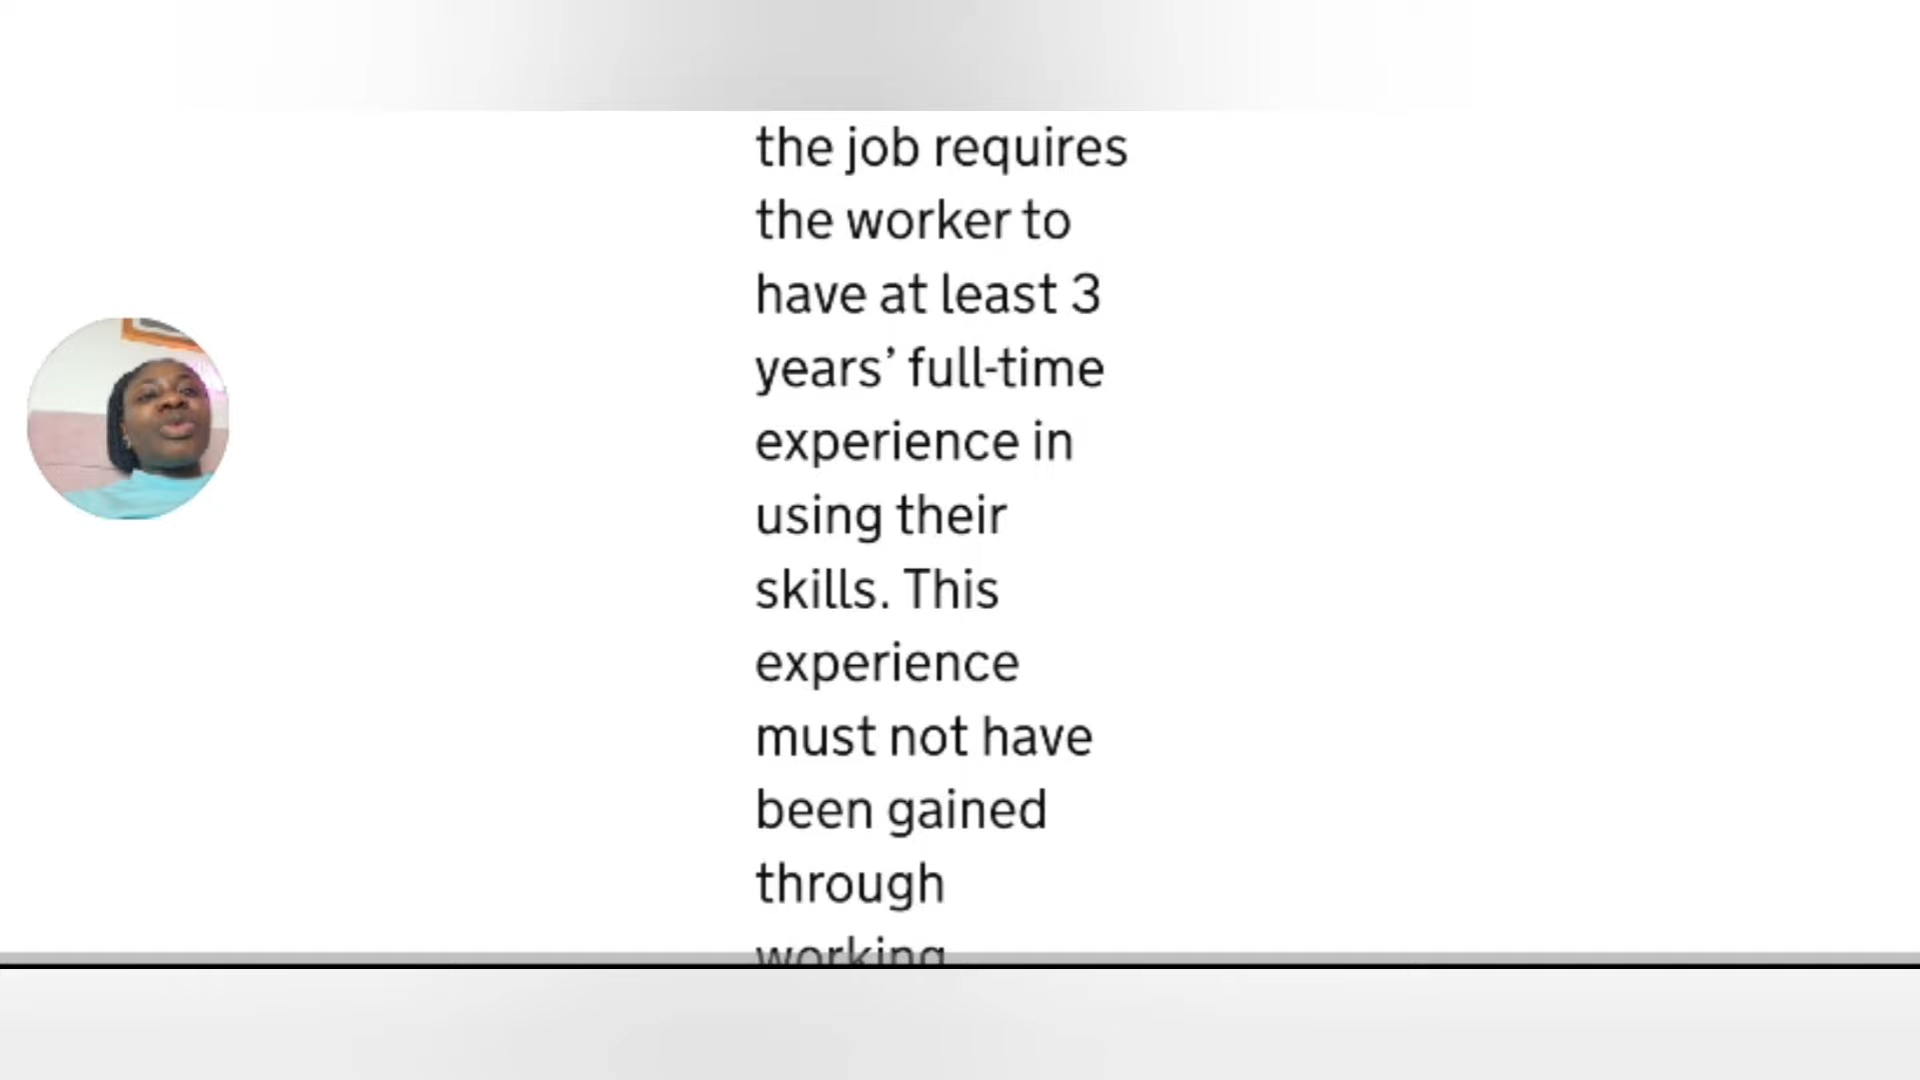 the job requires
the worker to
have at least 3
years’ full-time
experience in
using their
skills. This
experience
must not have
been gained
through
working